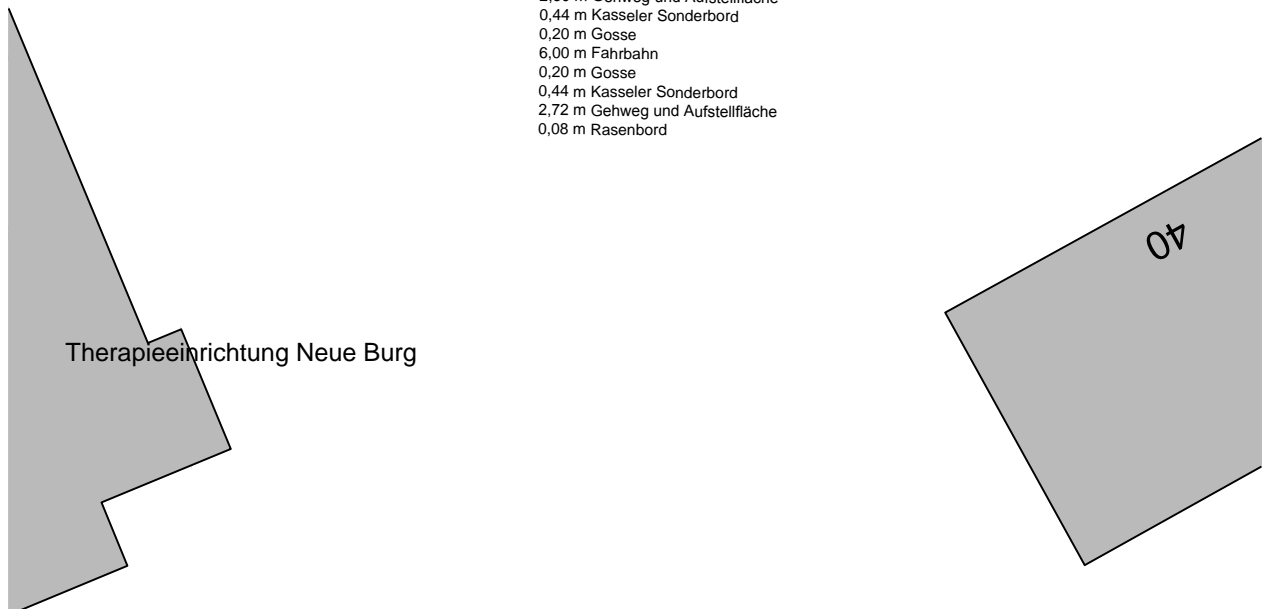 0,44 m Kasseler Sonderbord
0,20 m Gosse
6,00 m Fahrbahn
0,20 m Gosse
0,44 m Kasseler Sonderbord
2,72 m Gehweg und Aufstellfläche
0,08 m Rasenbord
40
Therapieeinrichtung Neue Burg